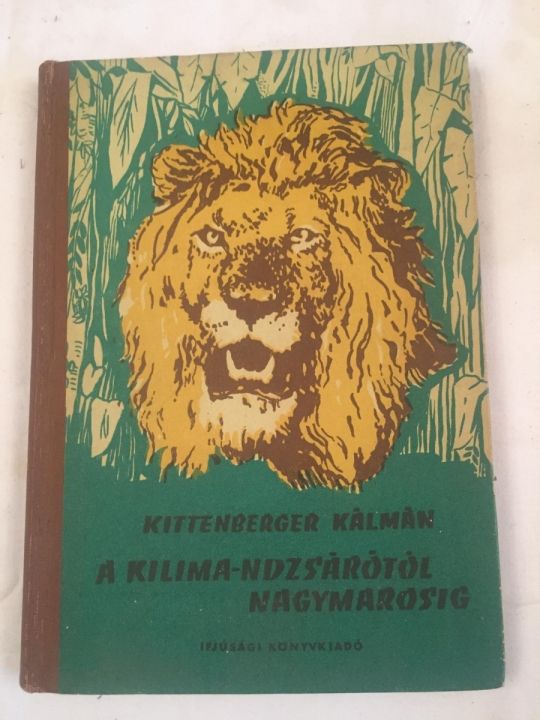 KITTENBERGER KÁLMÁN
A KILIMA-NDZSÁRÓTÓL
NAGYMAROSIG
IFJÚSÁGI KÖNYVKIADÓ